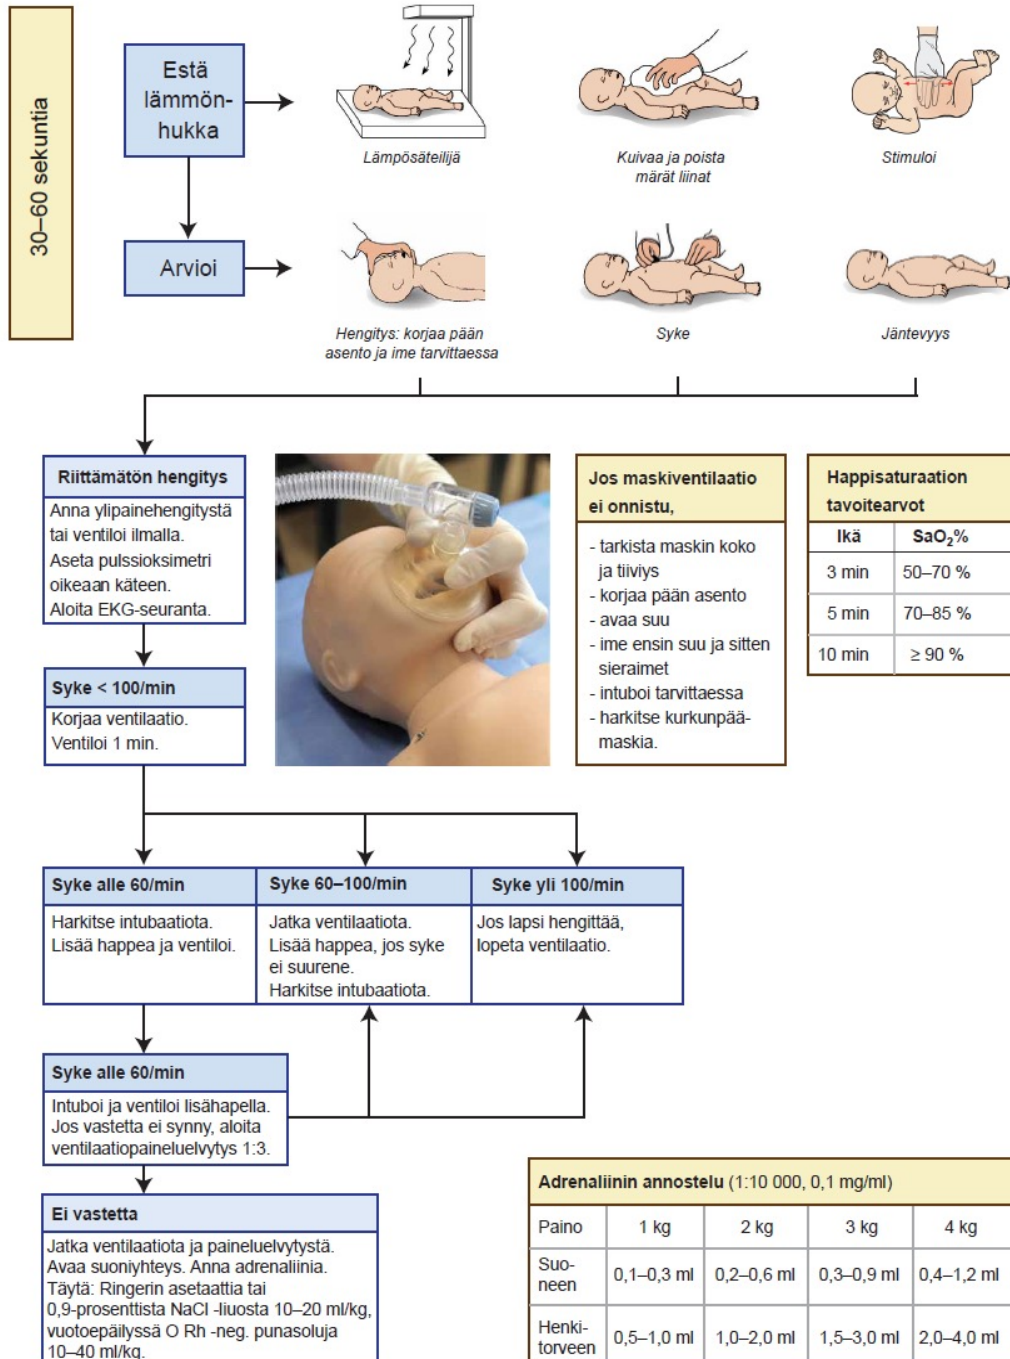 30–60 sekuntia
Estä
lämmön-
hukka
Lämpösäteilijä
Kuivaa ja poista
märät liinat
Stimuloi
Arvioi
Hengitys: korjaa pään
asento ja ime tarvittaessa
Syke
Jäntevyys
Riittämätön hengitys
Anna ylipainehengitystä
tai ventiloi ilmalla.
Aseta pulssioksimetri
oikeaan käteen.
Aloita EKG-seuranta.
Syke < 100/min
Korjaa ventilaatio.
Ventiloi 1 min.
Jos maskiventilaatio
ei onnistu,
- tarkista maskin koko
ja tiiviys
- korjaa pään asento
- avaa suu
- ime ensin suu ja sitten
sieraimet
- intuboi tarvittaessa
- harkitse kurkunpää-
maskia.
Happisaturaation
tavoitearvot
Ikä SaO₂%
3 min 50–70 %
5 min 70–85 %
10 min ≥ 90 %
Syke alle 60/min
Harkitse intubaatiota.
Lisää happea ja ventiloi.
Syke 60–100/min
Jatka ventilaatiota.
Lisää happea, jos syke
ei suurene.
Harkitse intubaatiota.
Syke yli 100/min
Jos lapsi hengittää,
lopeta ventilaatio.
Syke alle 60/min
Intuboi ja ventiloi lisähapella.
Jos vastetta ei synny, aloita
ventilaatiopaineluelvytys 1:3.
Ei vastetta
Jatka ventilaatiota ja paineluelvytystä.
Avaa suoniyhteys. Anna adrenaliinia.
Täytä: Ringerin asetaattia tai
0,9-prosenttista NaCl -liuosta 10–20 ml/kg,
vuotoepäilyssä O Rh -neg. punasoluja
10–40 ml/kg.
Adrenaliinin annostelu (1:10 000, 0,1 mg/ml)
Paino 1 kg 2 kg 3 kg 4 kg
Suo-
neen 0,1–0,3 ml 0,2–0,6 ml 0,3–0,9 ml 0,4–1,2 ml
Henki-
torveen 0,5–1,0 ml 1,0–2,0 ml 1,5–3,0 ml 2,0–4,0 ml